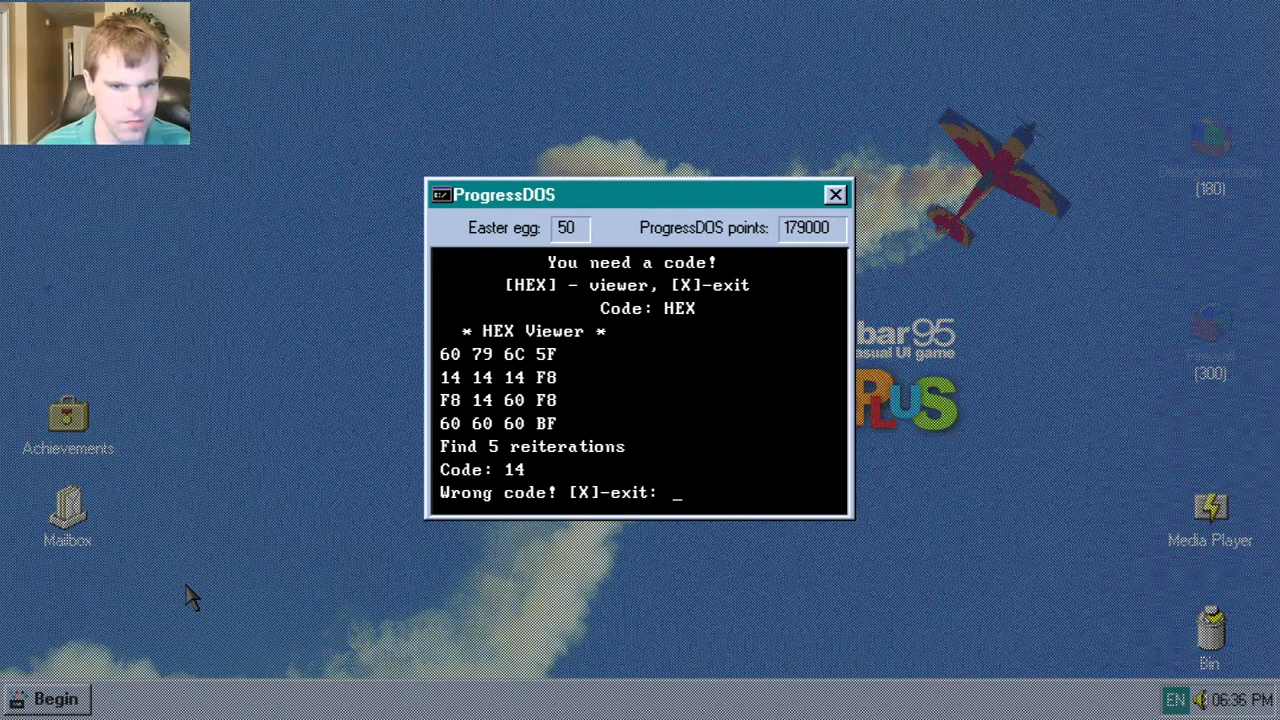 ProgressDOS
Easter egg: 50 ProgressDOS points: 179000
You need a code!
[HEX] - viewer, [X]-exit
Code: HEX
* HEX Viewer *
60 79 6C 5F
14 14 14 F8
F8 14 60 F8
60 60 60 BF
Find 5 reiterations
Code: 14
Wrong code! [X]-exit: _
[180]
bar95
asual UI game
PLUS
[300]
Achievements
Mailbox
Media Player
Bin
Begin
EN 06:36 PM